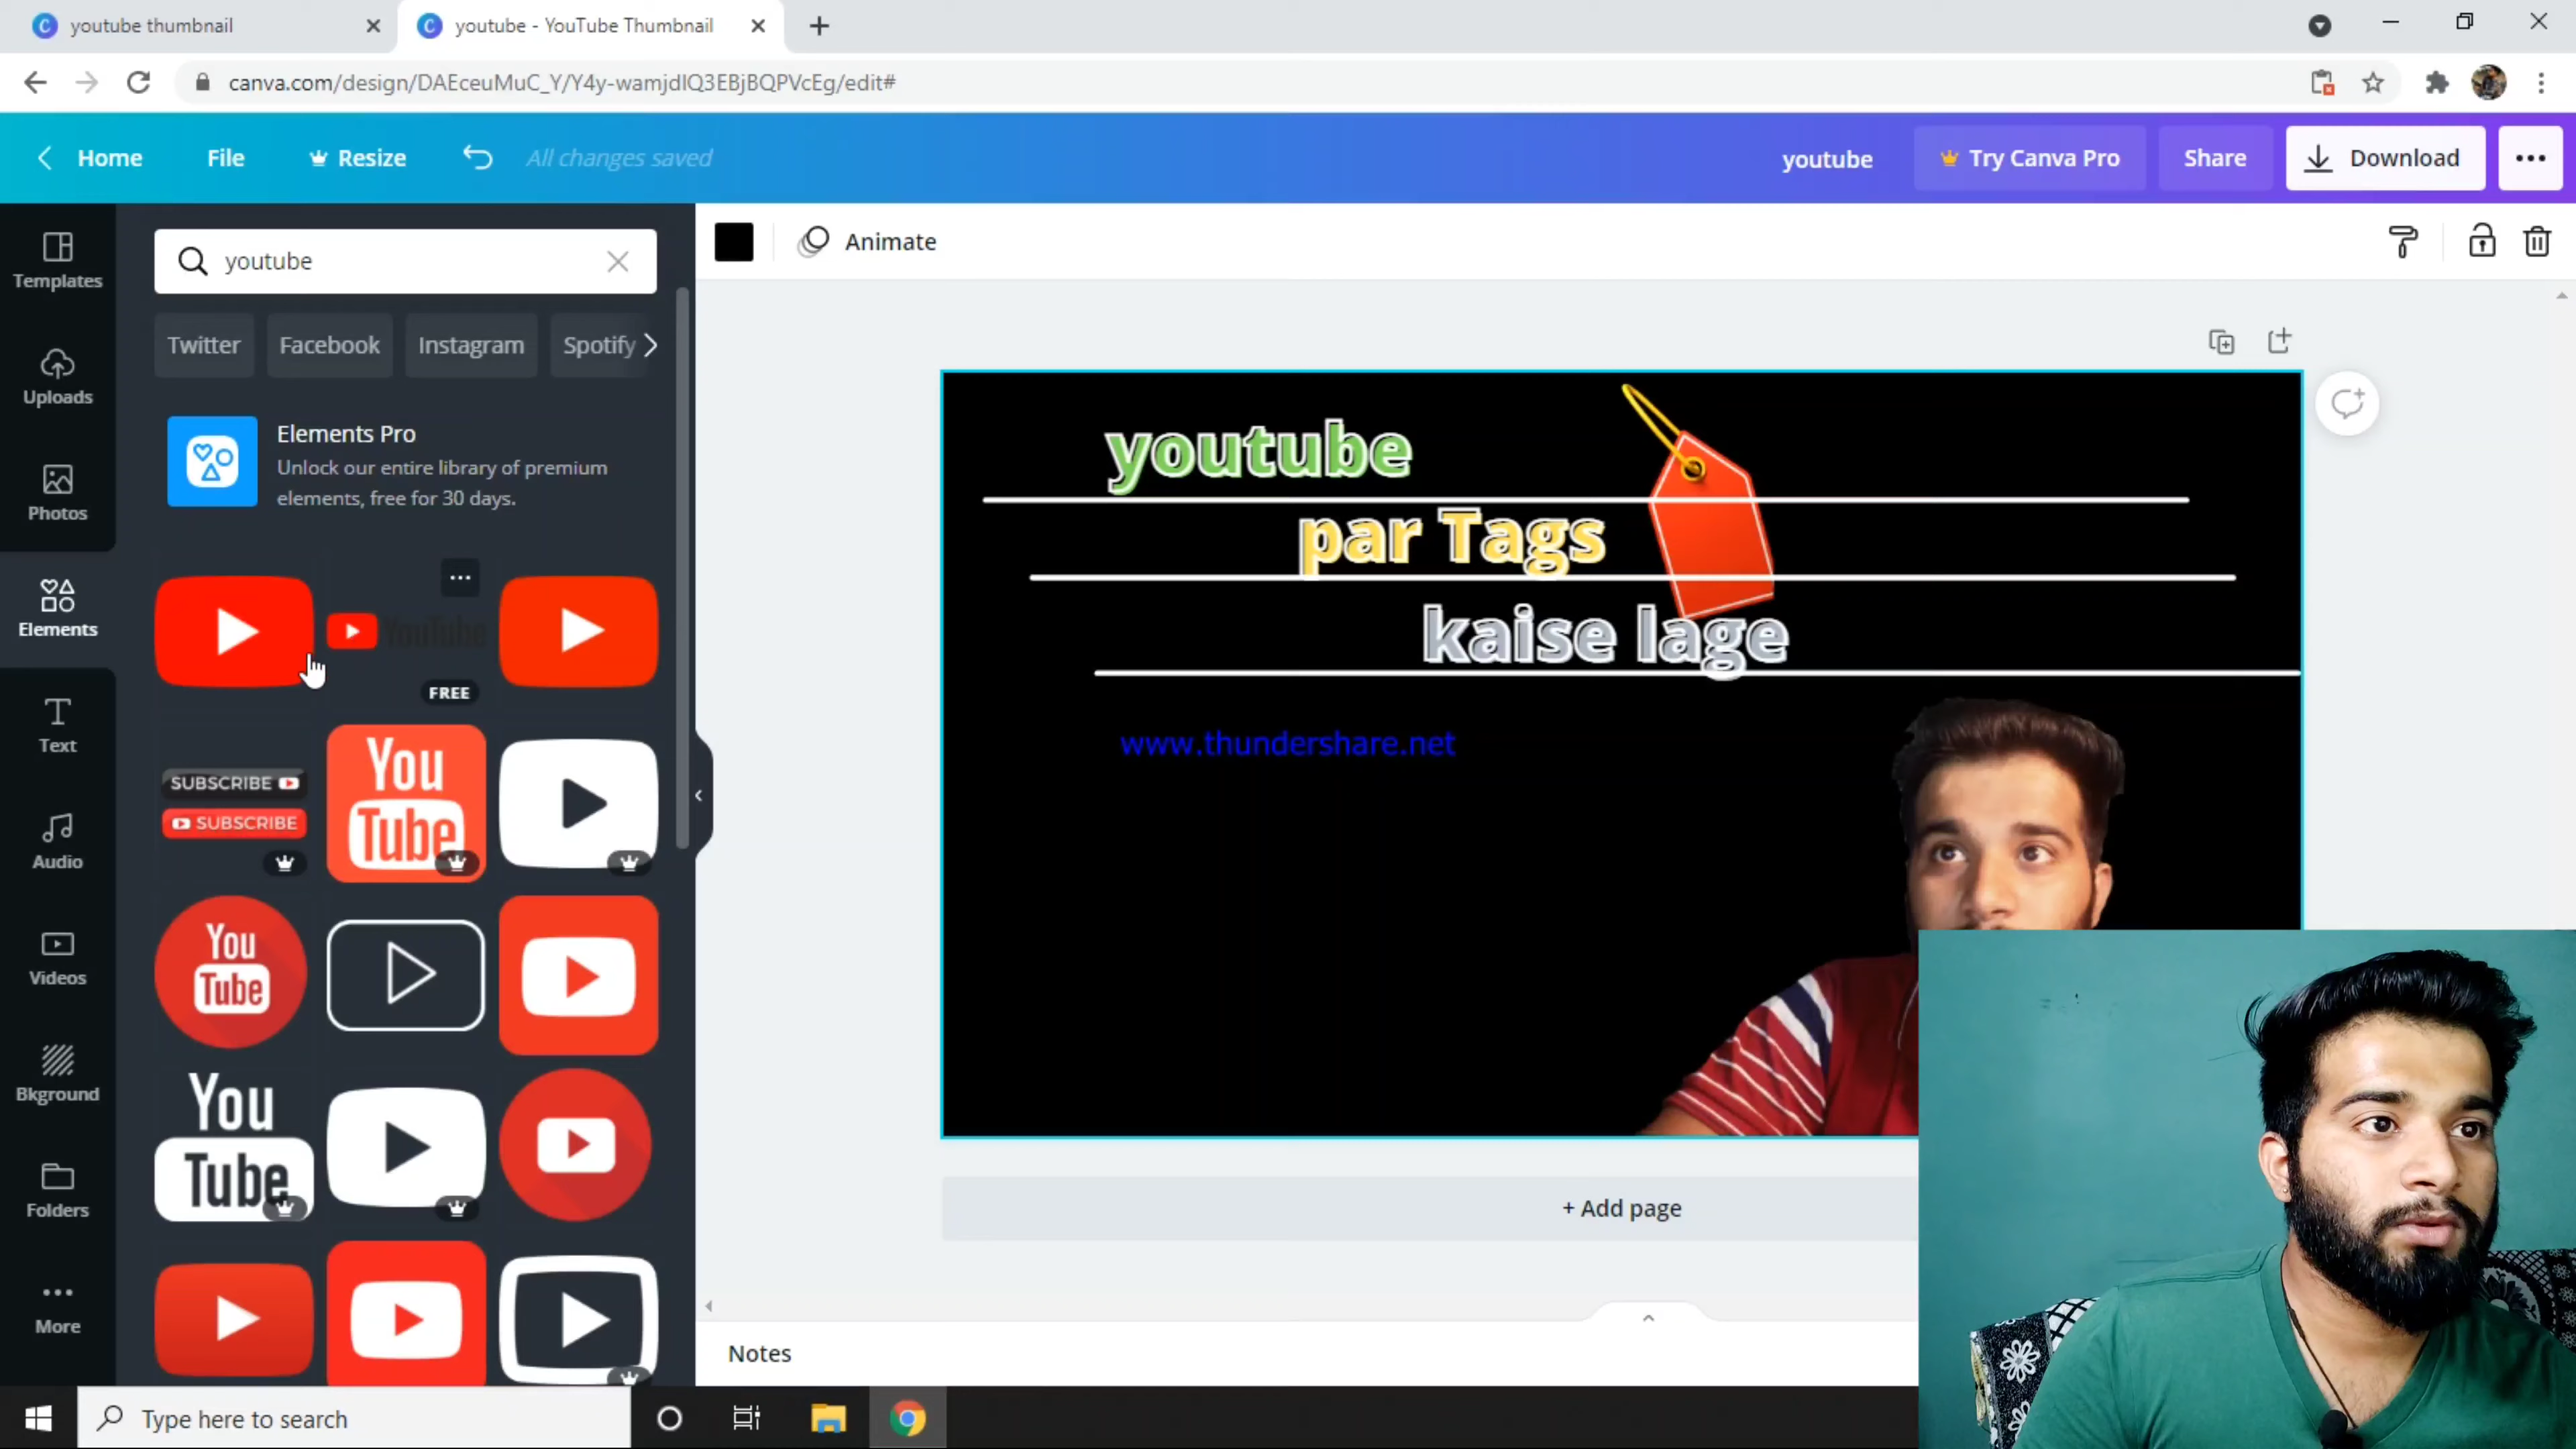 youtube thumbnail
youtube - YouTube Thumbnail
canva.com/design/DAEceuMuC_Y/Y4y-wamjdIQ3EBjBQPVcEg/edit#
Home
File
Resize
All changes saved
youtube
Try Canva Pro
Share
Download
Templates
Uploads
Photos
Elements
Text
Audio
Videos
Bkground
Folders
More
youtube
Twitter
Facebook
Instagram
Spotify
Elements Pro
Unlock our entire library of premium
elements, free for 30 days.
YouTube
FREE
SUBSCRIBE
SUBSCRIBE
You
Tube
You
Tube
You
Tube
Animate
youtube
par Tags
kaise lage
www.thundershare.net
+ Add page
Notes
Type here to search